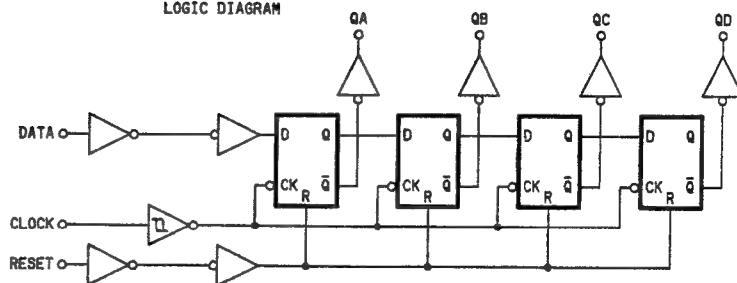 LOGIC DIAGRAM
QA QB QC QD
DATA D Q D Q D Q D Q
CK Q̅ CK Q̅ CK Q̅ CK Q̅
R R R R
CLOCK
RESET